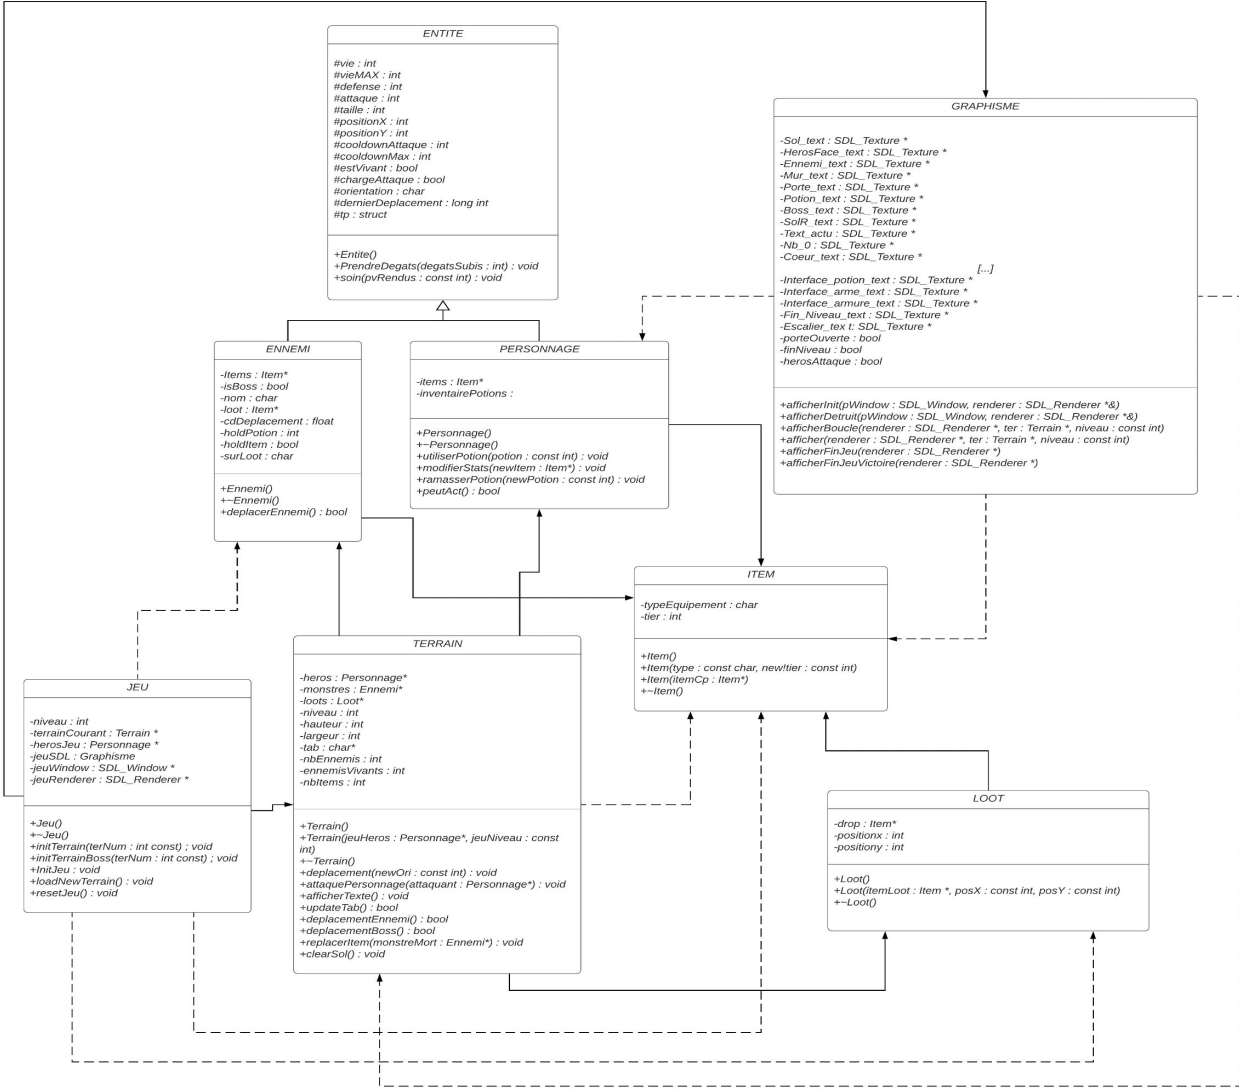 ENTITE
#vie : int
#vieMAX : int
#defense : int
#attaque : int
#taille : int
#positionX : int
#positionY : int
#cooldownAttaque : int
#cooldownMax : int
#estVivant : bool
#chargeAttaque : bool
#orientation : char
#dernierDeplacement : long int
#tp : struct
+Entite()
+PrendreDegats(degatsSubis : int) : void
+soin(pvRendus : const int) : void
GRAPHISME
-Sol_text : SDL_Texture *
-HerosFace_text : SDL_Texture *
-Ennemi_text : SDL_Texture *
-Mur_text : SDL_Texture *
-Porte_text : SDL_Texture *
-Potion_text : SDL_Texture *
-Boss_text : SDL_Texture *
-SolR_text : SDL_Texture *
-Text_actu : SDL_Texture *
-Nb_0 : SDL_Texture *
-Coeur_text : SDL_Texture *
[...]
-Interface_potion_text : SDL_Texture *
-Interface_arme_text : SDL_Texture *
-Interface_armure_text : SDL_Texture *
-Fin_Niveau_text : SDL_Texture *
-Escalier_tex t: SDL_Texture *
-porteOuverte : bool
-finNiveau : bool
-herosAttaque : bool
+afficherInit(pWindow : SDL_Window, renderer : SDL_Renderer *&)
+afficherDetruit(pWindow : SDL_Window, renderer : SDL_Renderer *&)
+afficherBoucle(renderer : SDL_Renderer *, ter : Terrain *, niveau : const int)
+afficher(renderer : SDL_Renderer *, ter : Terrain *, niveau : const int)
+afficherFinJeu(renderer : SDL_Renderer *)
+afficherFinJeuVictoire(renderer : SDL_Renderer *)
ENNEMI
-Items : Item*
-isBoss : bool
-nom : char
-loot : Item*
-cdDeplacement : float
-holdPotion : int
-holdItem : bool
-surLoot : char
+Ennemi()
+~Ennemi()
+deplacerEnnemi() : bool
PERSONNAGE
-items : Item*
-inventairePotions :
+Personnage()
+~Personnage()
+utiliserPotion(potion : const int) : void
+modifierStats(newItem : Item*) : void
+ramasserPotion(newPotion : const int) : void
+peutAct() : bool
ITEM
-typeEquipement : char
-tier : int
+Item()
+Item(type : const char, new!tier : const int)
+Item(itemCp : Item*)
+~Item()
TERRAIN
-heros : Personnage*
-monstres : Ennemi*
-loots : Loot*
-niveau : int
-hauteur : int
-largeur : int
-tab : char*
-nbEnnemis : int
-ennemisVivants : int
-nbItems : int
+Terrain()
+Terrain(jeuHeros : Personnage*, jeuNiveau : const
int)
+~Terrain()
+deplacement(newOri : const int) : void
+attaquePersonnage(attaquant : Personnage*) : void
+afficherTexte() : void
+updateTab() : bool
+deplacementEnnemi() : bool
+deplacementBoss() : bool
+replacerItem(monstreMort : Ennemi*) : void
+clearSol() : void
JEU
-niveau : int
-terrainCourant : Terrain *
-herosJeu : Personnage *
-jeuSDL : Graphisme
-jeuWindow : SDL_Window *
-jeuRenderer : SDL_Renderer *
+Jeu()
+~Jeu()
+initTerrain(terNum : int const) ; void
+initTerrainBoss(terNum : int const) ; void
+InitJeu : void
+loadNewTerrain() : void
+resetJeu() : void
LOOT
-drop : Item*
-positionx : int
-positiony : int
+Loot()
+Loot(itemLoot : Item *, posX : const int, posY : const int)
+~Loot()